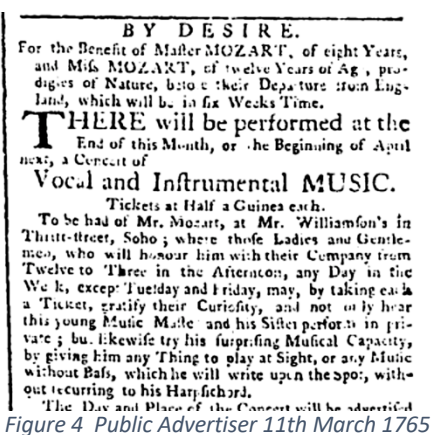 BY DESIRE.
For the Benefit of Maſter MOZART, of eight Years,
and Miſs MOZART, of twelve Years of Ag , pro-
digies of Nature, befoe their Departure from Eng-
land, which will be in ſix Weeks Time.
THERE will be performed at the
End of this Month, or the Beginning of April
next, a Concert of
Vocal and Inſtrumental MUSIC.
Tickets at Half a Guinea each.
To be had of Mr. Mozart, at Mr. Williamſon's in
Thrift-ſtreet, Soho ; where thoſe Ladies and Gentle-
men, who will honour him with their Company from
Twelve to Three in the Afternoon, any Day in the
We k, except Tueſday and Friday, may, by taking each
a Ticket, gratify their Curioſity, and not only hear
this young Muſic Maſte and his Siſter perform in pri-
vate ; but likewiſe try his ſurpriſing Muſical Capacity,
by giving him any Thing to play at Sight, or any Muſic
without Baſs, which he will write upon the Spot, with-
out recurring to his Harpſichord.
The Day and Place of the Concert will be advertiſed
Figure 4 Public Advertiser 11th March 1765